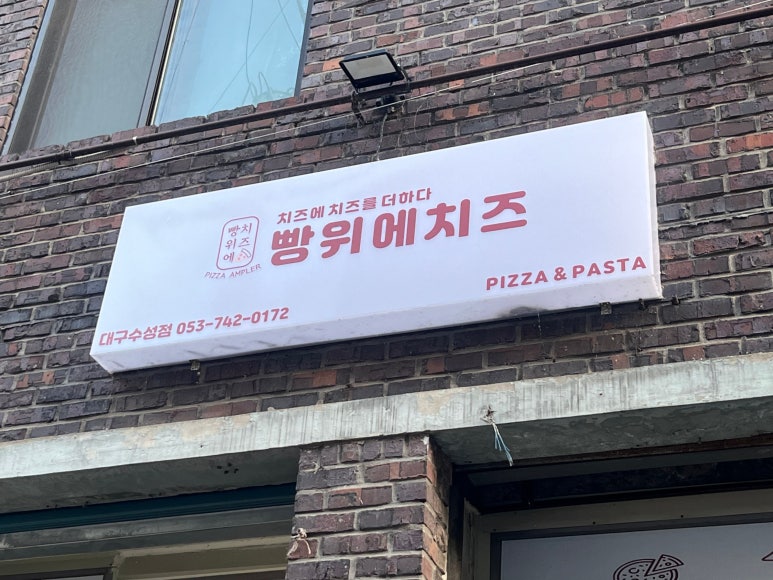 치즈에 치즈를 더하다
빵위에치즈
빵치
위즈
에
PIZZA AMPLER
PIZZA & PASTA
대구수성점 053-742-0172